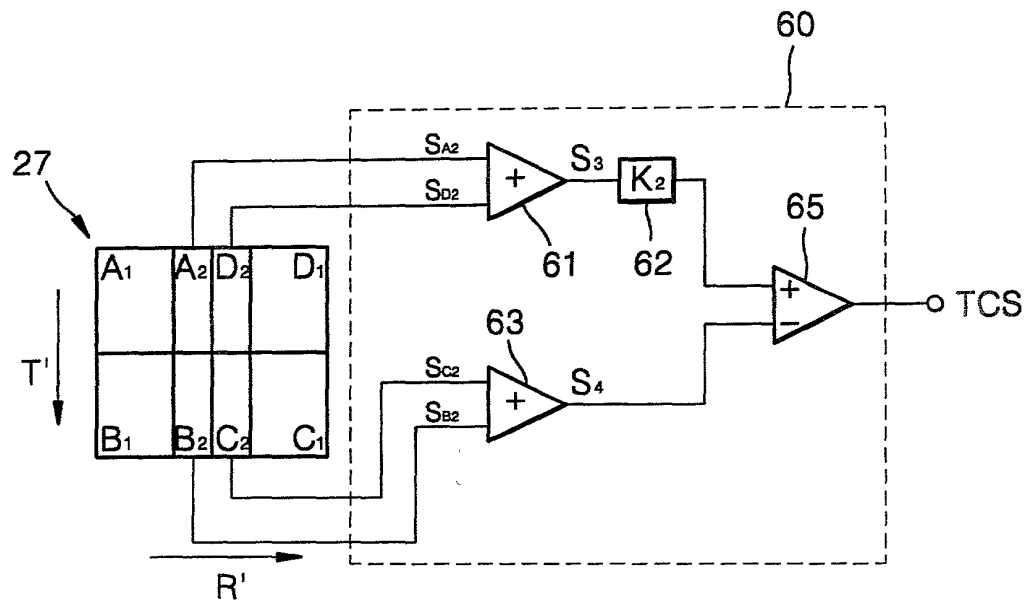 60
27
SA2
SD2
+
S3
K2
61
62
65
A1 A2 D2 D1
+
−
TCS
T'
63
SC2
SB2
+
S4
B1 B2 C2 C1
R'